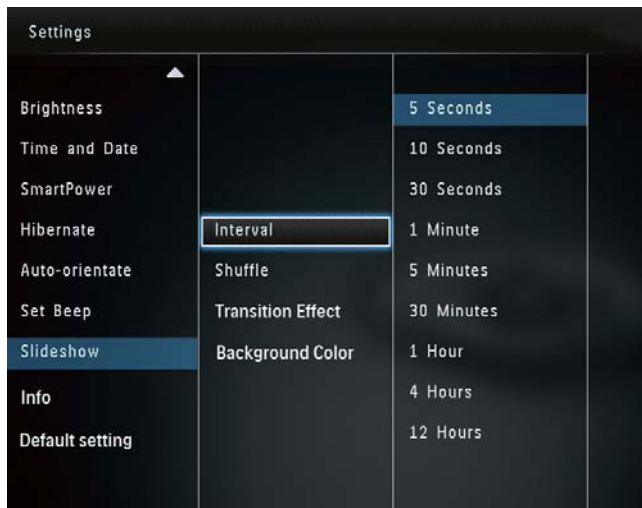 Settings
Brightness
Time and Date
SmartPower
Hibernate
Auto-orientate
Set Beep
Slideshow
Info
Default setting
Interval
Shuffle
Transition Effect
Background Color
5 Seconds
10 Seconds
30 Seconds
1 Minute
5 Minutes
30 Minutes
1 Hour
4 Hours
12 Hours